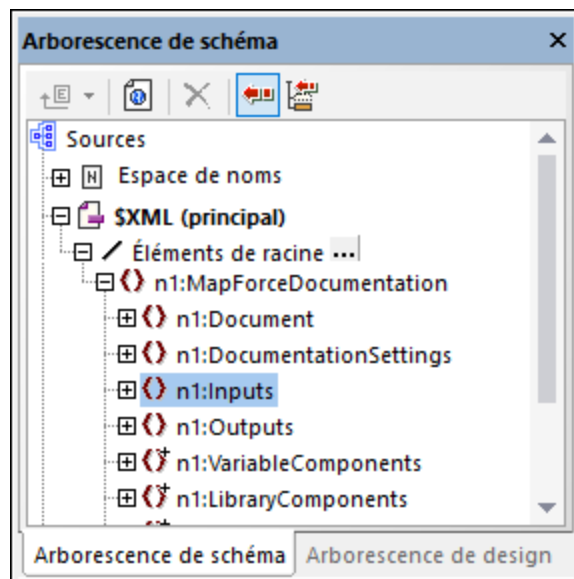 Arborescence de schéma
Sources
Espace de noms
$XML (principal)
Éléments de racine ...
n1:MapForceDocumentation
n1:Document
n1:DocumentationSettings
n1:Inputs
n1:Outputs
n1:VariableComponents
n1:LibraryComponents
Arborescence de schéma Arborescence de design